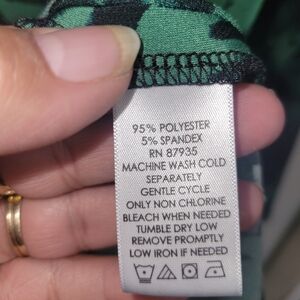 95% POLYESTER
5% SPANDEX
RN 87935
MACHINE WASH COLD
SEPARATELY
GENTLE CYCLE
ONLY NON CHLORINE
BLEACH WHEN NEEDED
TUMBLE DRY LOW
REMOVE PROMPTLY
LOW IRON IF NEEDED